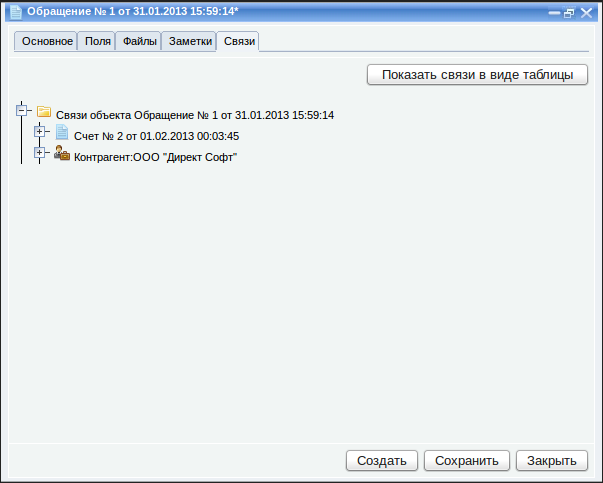 Обращение № 1 от 31.01.2013 15:59:14*
Основное Поля Файлы Заметки Связи
Показать связи в виде таблицы
Связи объекта Обращение № 1 от 31.01.2013 15:59:14
Счет № 2 от 01.02.2013 00:03:45
Контрагент:ООО "Директ Софт"
Создать Сохранить Закрыть